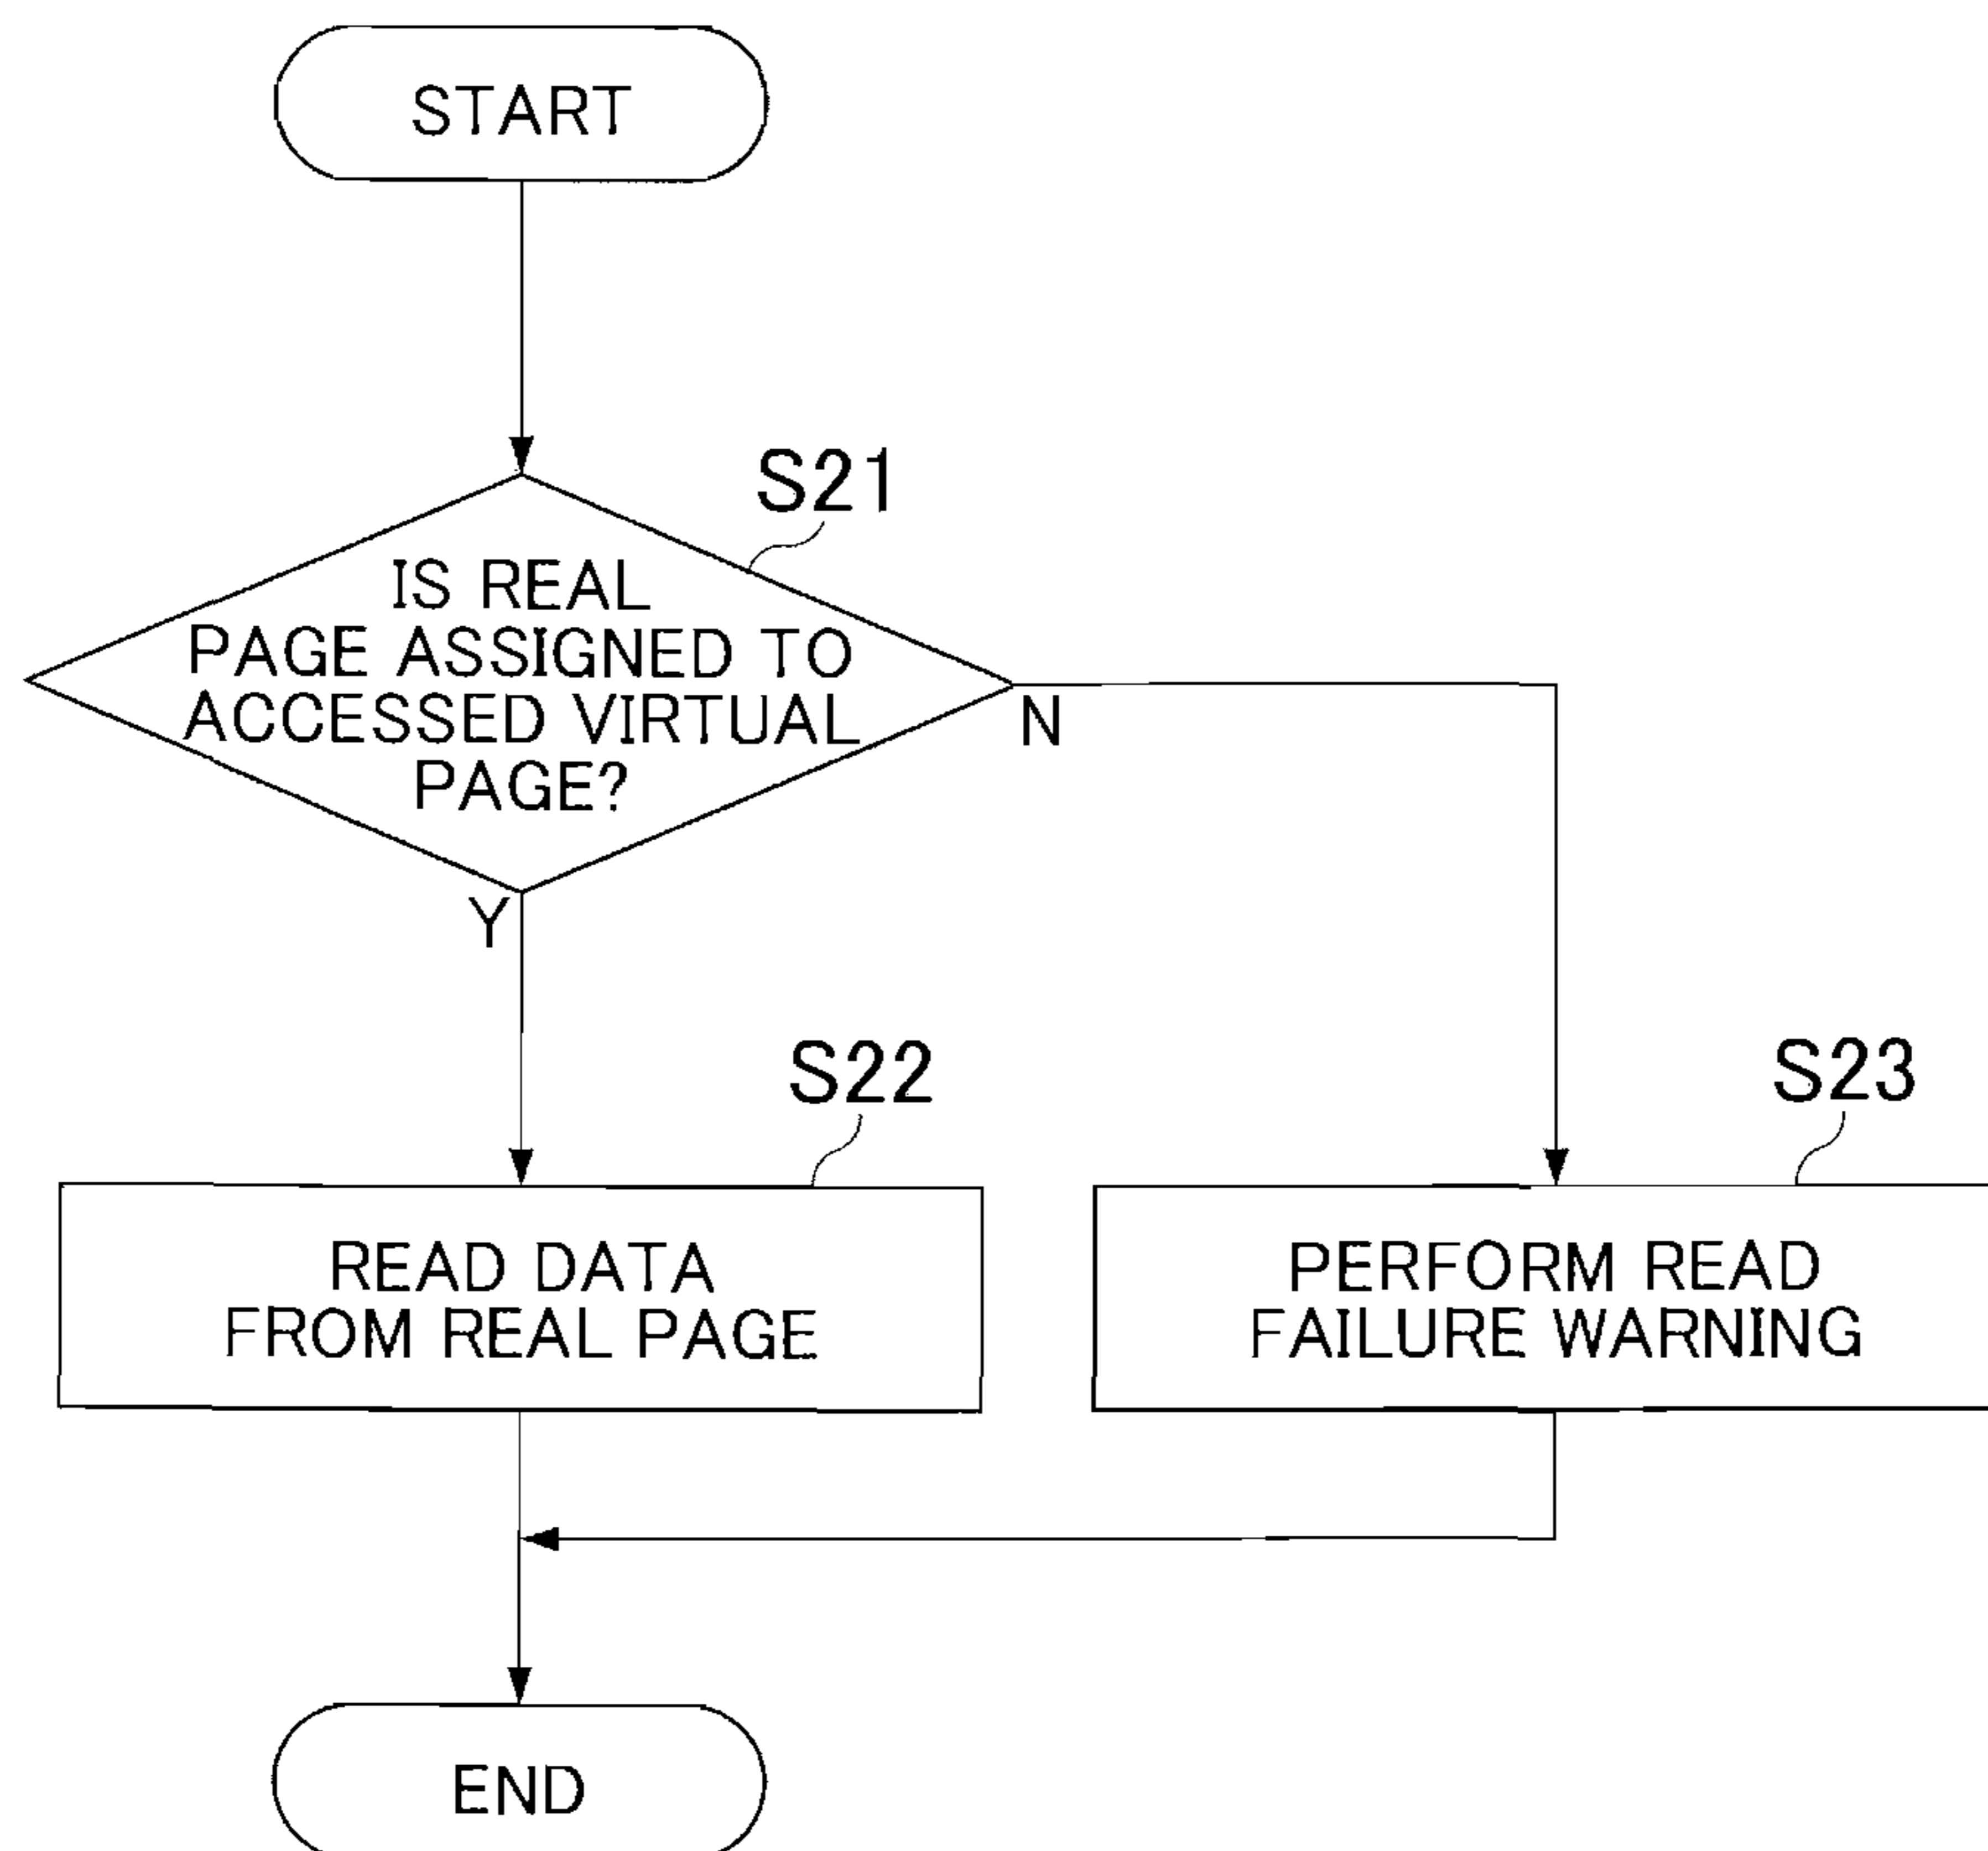 START
S21
IS REAL
PAGE ASSIGNED TO
ACCESSED VIRTUAL
PAGE?
N
Y
S22
READ DATA
FROM REAL PAGE
S23
PERFORM READ
FAILURE WARNING
END